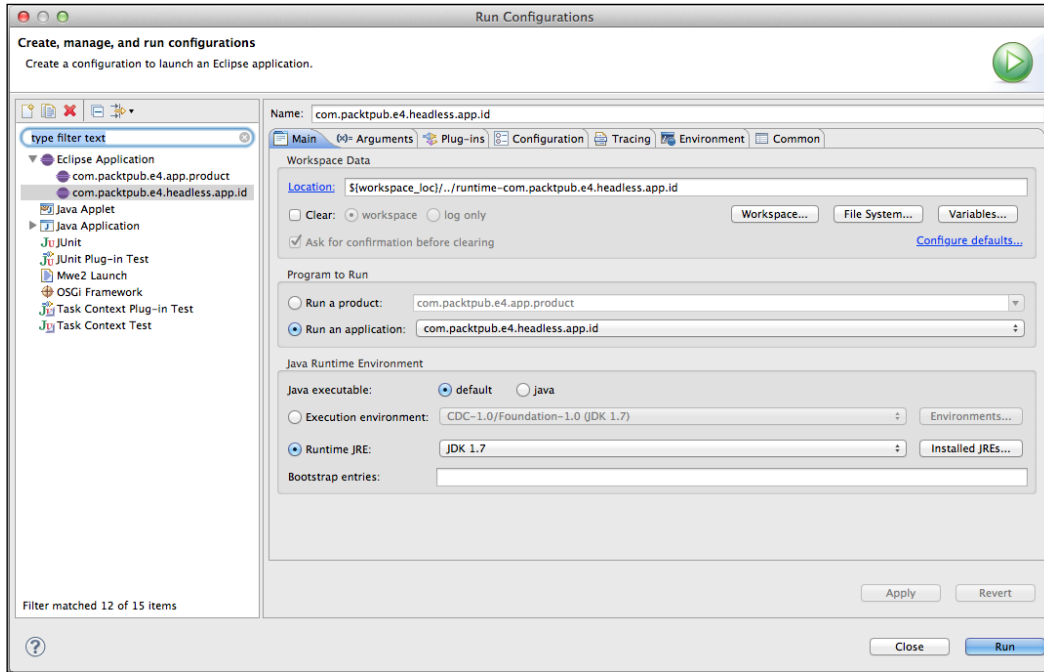 Run Configurations
Create, manage, and run configurations
Create a configuration to launch an Eclipse application.
type filter text
Eclipse Application
com.packtpub.e4.app.product
com.packtpub.e4.headless.app.id
Java Applet
Java Application
JUnit
JUnit Plug-in Test
Mwe2 Launch
OSGi Framework
Task Context Plug-in Test
Task Context Test
Filter matched 12 of 15 items
Name: com.packtpub.e4.headless.app.id
Main (x)= Arguments Plug-ins Configuration Tracing Environment Common
Workspace Data
Location: ${workspace_loc}/../runtime-com.packtpub.e4.headless.app.id
Clear: workspace log only Workspace... File System... Variables...
Ask for confirmation before clearing Configure defaults...
Program to Run
Run a product: com.packtpub.e4.app.product
Run an application: com.packtpub.e4.headless.app.id
Java Runtime Environment
Java executable: default java
Execution environment: CDC-1.0/Foundation-1.0 (JDK 1.7) Environments...
Runtime JRE: JDK 1.7 Installed JREs...
Bootstrap entries:
Apply Revert
? Close Run